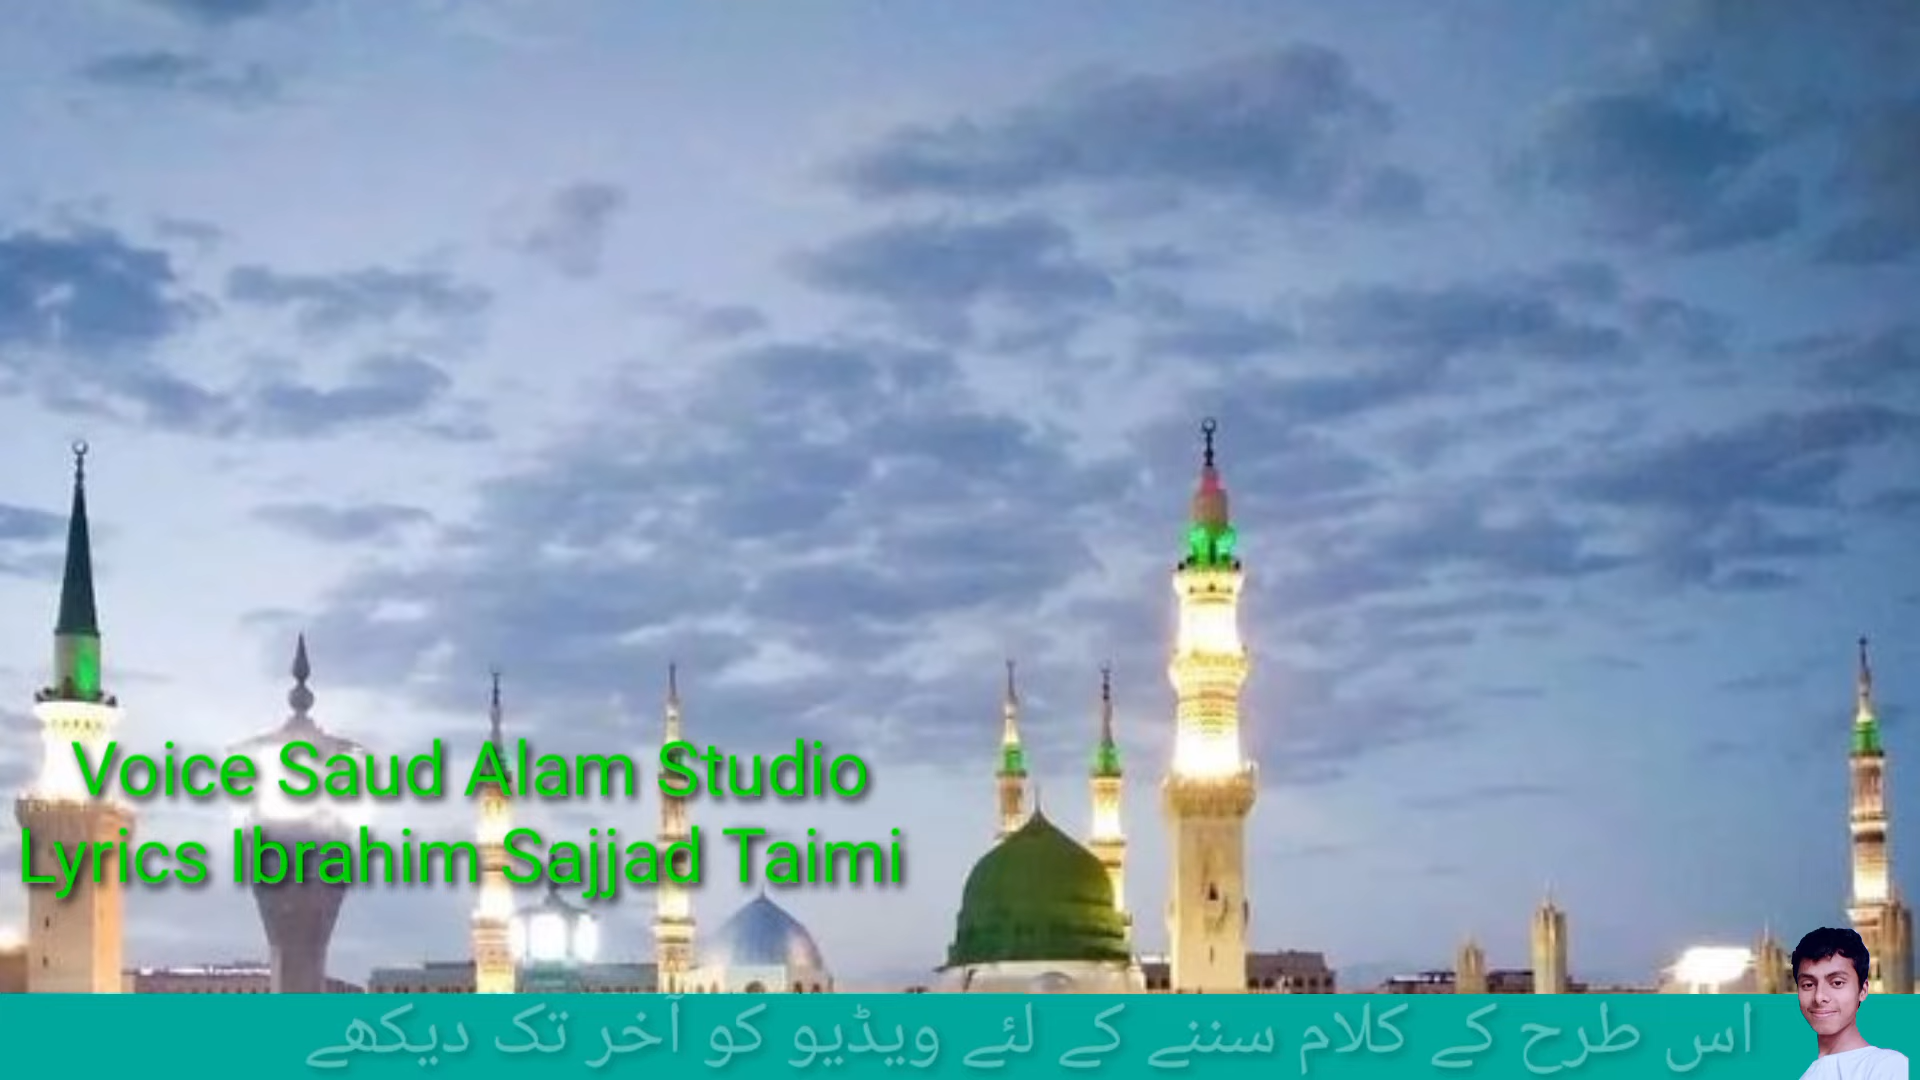 Voice Saud Alam Studio
Lyrics Ibrahim Sajjad Taimi
اس طرح کے کلام سننے کے لئے ویڈیو کو آخر تک دیکھے